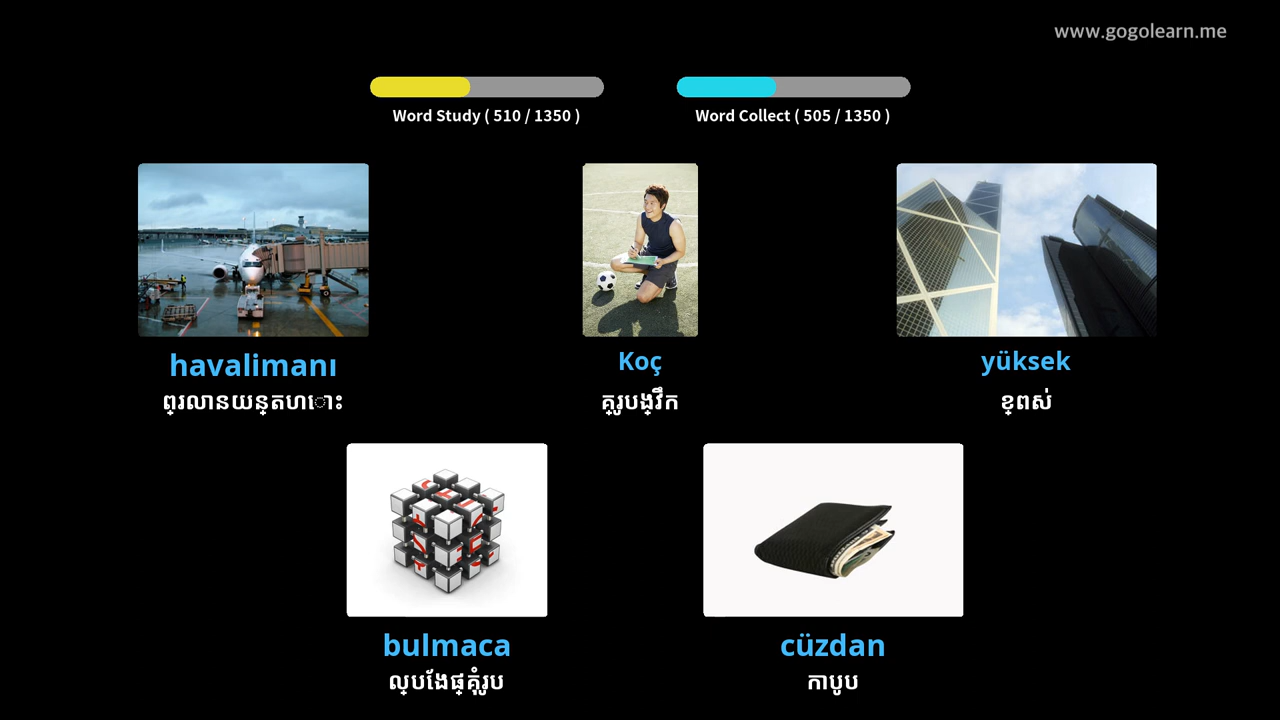 www.gogolearn.me
Word Study ( 510 / 1350 )
Word Collect ( 505 / 1350 )
havalimanı
ព្រលានយន្តហោះ
Koç
គ្រូបង្វឹក
yüksek
ខ្ពស់
bulmaca
ល្បែងផ្គុំរូប
cüzdan
កាបូប